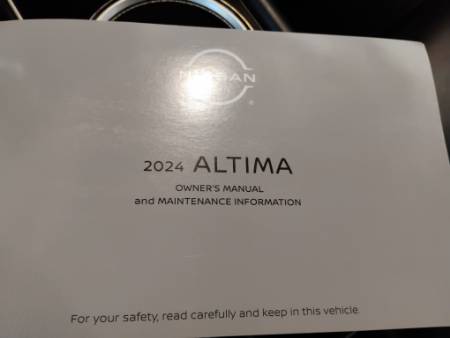 NISSAN
®
2024 ALTIMA
OWNER'S MANUAL
and MAINTENANCE INFORMATION
For your safety, read carefully and keep in this vehicle.